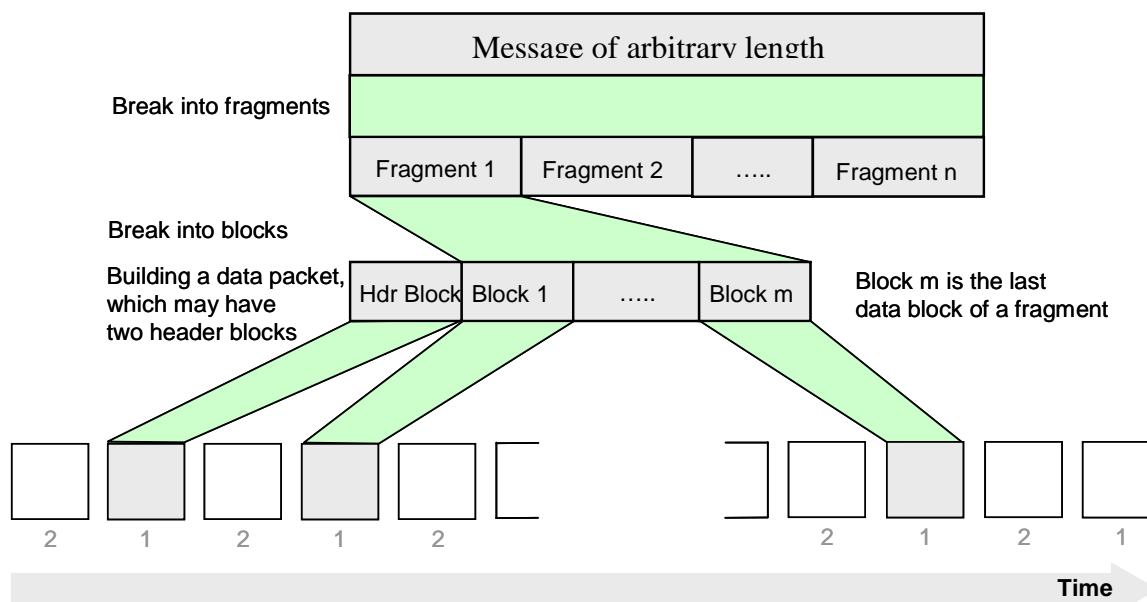 Message of arbitrary length
Break into fragments
Fragment 1 Fragment 2 ….. Fragment n
Break into blocks
Building a data packet,
which may have
two header blocks
Hdr Block Block 1 ….. Block m
Block m is the last
data block of a fragment
2 1 2 1 2 2 1 2 1
Time